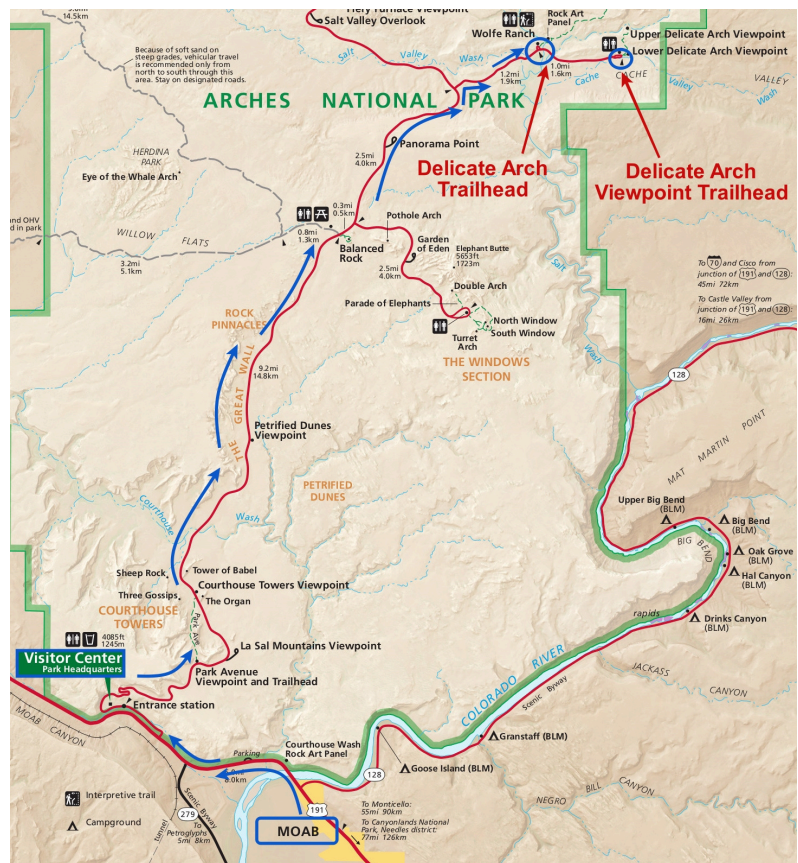 14.5km
Fiery Furnace Viewpoint
Salt Valley Overlook
Because of soft sand on
steep grades, vehicular travel
is recommended only from
north to south through this
area. Stay on designated roads.
Salt
Valley
Wash
Rock Art
Panel
Wolfe Ranch
Upper Delicate Arch Viewpoint
Lower Delicate Arch Viewpoint
1.2mi
1.9km
1.0mi
1.6km
Cache
CACHE
Valley
VALLEY
Wash
ARCHES NATIONAL PARK
Delicate Arch
Trailhead
Delicate Arch
Viewpoint Trailhead
HERDINA
PARK
Eye of the Whale Arch
2.5mi
4.0km
Panorama Point
and OHV
d in park
WILLOW FLATS
3.2mi
5.1km
0.3mi
0.5km
0.8mi
1.3km
Balanced
Rock
Pothole Arch
Garden
of Eden
2.5mi
4.0km
Elephant Butte
5653ft
1723m
Double Arch
Parade of Elephants
North Window
South Window
Turret
Arch
THE WINDOWS
SECTION
Salt
Wash
To 70 and Cisco from
junction of 191 and 128:
45mi 72km
To Castle Valley from
junction of 191 and 128:
16mi 26km
ROCK
PINNACLES
THE GREAT WALL
9.2mi
14.8km
128
Petrified Dunes
Viewpoint
PETRIFIED
DUNES
MAT MARTIN POINT
Courthouse
Wash
Upper Big Bend
(BLM)
Big Bend
(BLM)
BIG BEND
Oak Grove
(BLM)
Hal Canyon
(BLM)
rapids
Drinks Canyon
(BLM)
Sheep Rock
Tower of Babel
Courthouse Towers Viewpoint
Three Gossips
The Organ
COURTHOUSE
TOWERS
Park Ave
4085ft
1245m
Visitor Center
Park Headquarters
La Sal Mountains Viewpoint
Park Avenue
Viewpoint and Trailhead
Entrance station
COLORADO RIVER
Scenic Byway
JACKASS CANYON
MOAB CANYON
Granstaff (BLM)
Parking
Courthouse Wash
Rock Art Panel
128
Goose Island (BLM)
NEGRO BILL CANYON
Interpretive trail
Campground
tunnel
279
Scenic Byway
To
Petroglyphs
5mi 8km
191
MOAB
To Monticello:
55mi 90km
To Canyonlands National
Park, Needles district:
77mi 126km